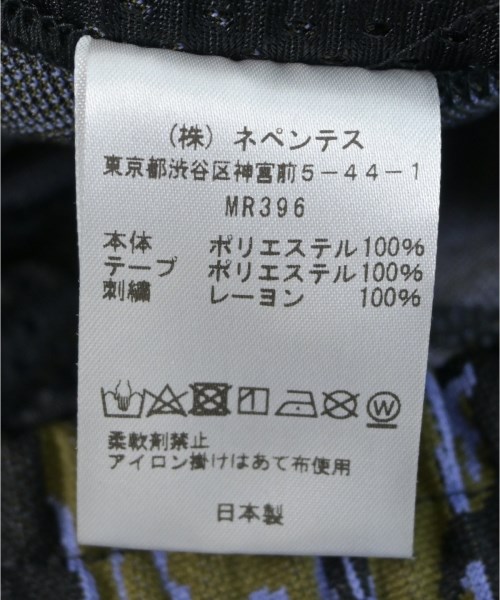 (株) ネペンテス
東京都渋谷区神宮前5-44-1
MR396
本体 ポリエステル100%
テープ ポリエステル100%
刺繍 レーヨン 100%
W
柔軟剤禁止
アイロン掛けはあて布使用
日本製